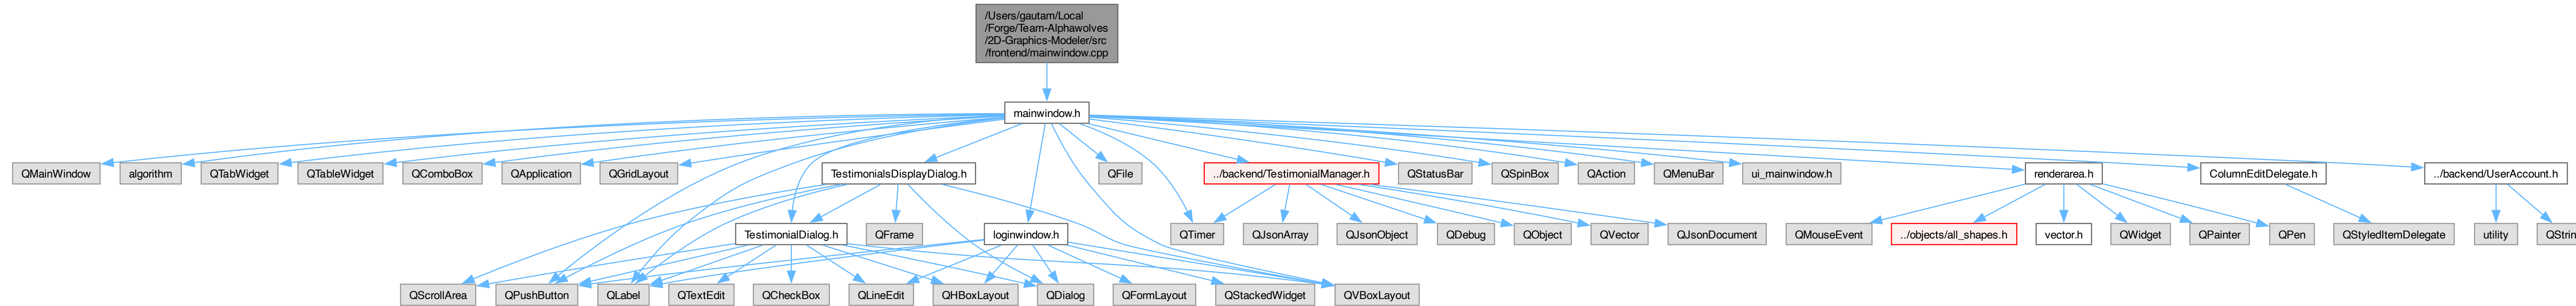 /Users/gautam/Local
/Forge/Team-Alphawolves
/2D-Graphics-Modeler/src
/frontend/mainwindow.cpp
mainwindow.h
QMainWindow
algorithm
QTabWidget
QTableWidget
QComboBox
QApplication
QGridLayout
TestimonialsDisplayDialog.h
QFile
../backend/TestimonialManager.h
QStatusBar
QSpinBox
QAction
QMenuBar
ui_mainwindow.h
renderarea.h
ColumnEditDelegate.h
../backend/UserAccount.h
TestimonialDialog.h
QFrame
loginwindow.h
QTimer
QJsonArray
QJsonObject
QDebug
QObject
QVector
QJsonDocument
QMouseEvent
../objects/all_shapes.h
vector.h
QWidget
QPainter
QPen
QStyledItemDelegate
utility
QStrin
QScrollArea
QPushButton
QLabel
QTextEdit
QCheckBox
QLineEdit
QHBoxLayout
QDialog
QFormLayout
QStackedWidget
QVBoxLayout